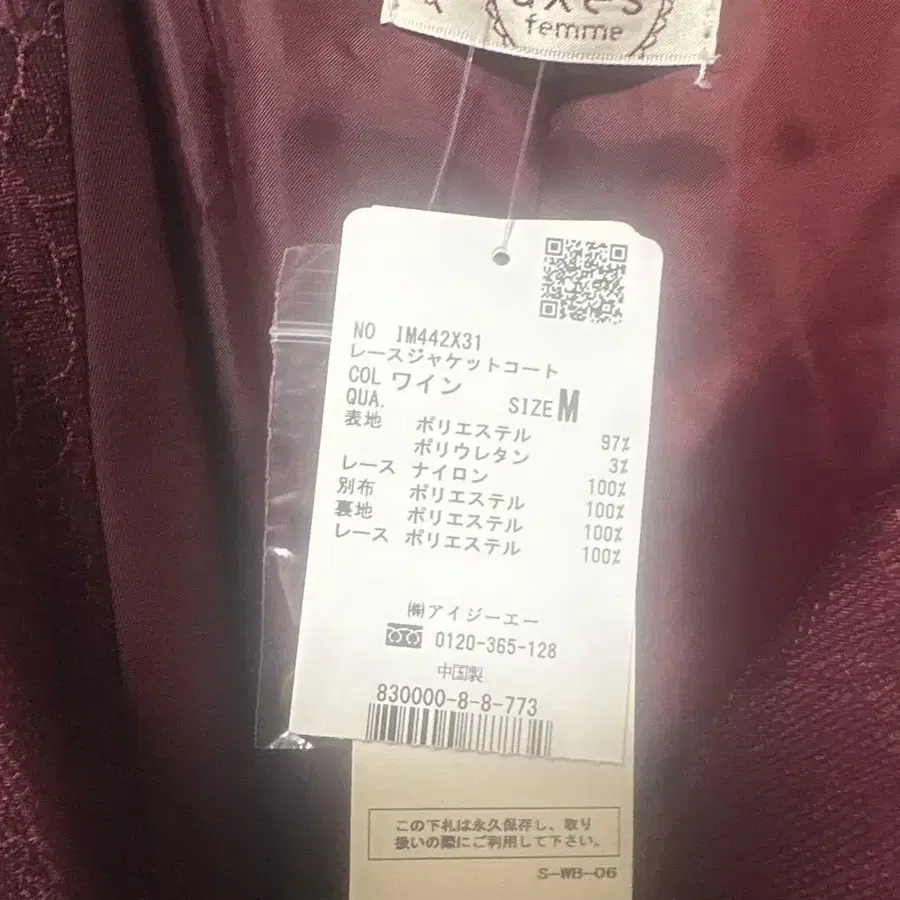 axes
femme
NO IM442X31
レースジャケットコート
COL ワイン
QUA. SIZE M
表地 ポリエステル 97%
ポリウレタン 3%
レース ナイロン 100%
別布 ポリエステル 100%
裏地 ポリエステル 100%
レース ポリエステル 100%
㈱アイジーエー
0120-365-128
中国製
830000-8-8-773
この下札は永久保存し、取り
扱いの際にご利用して下さい。
S-WB-06